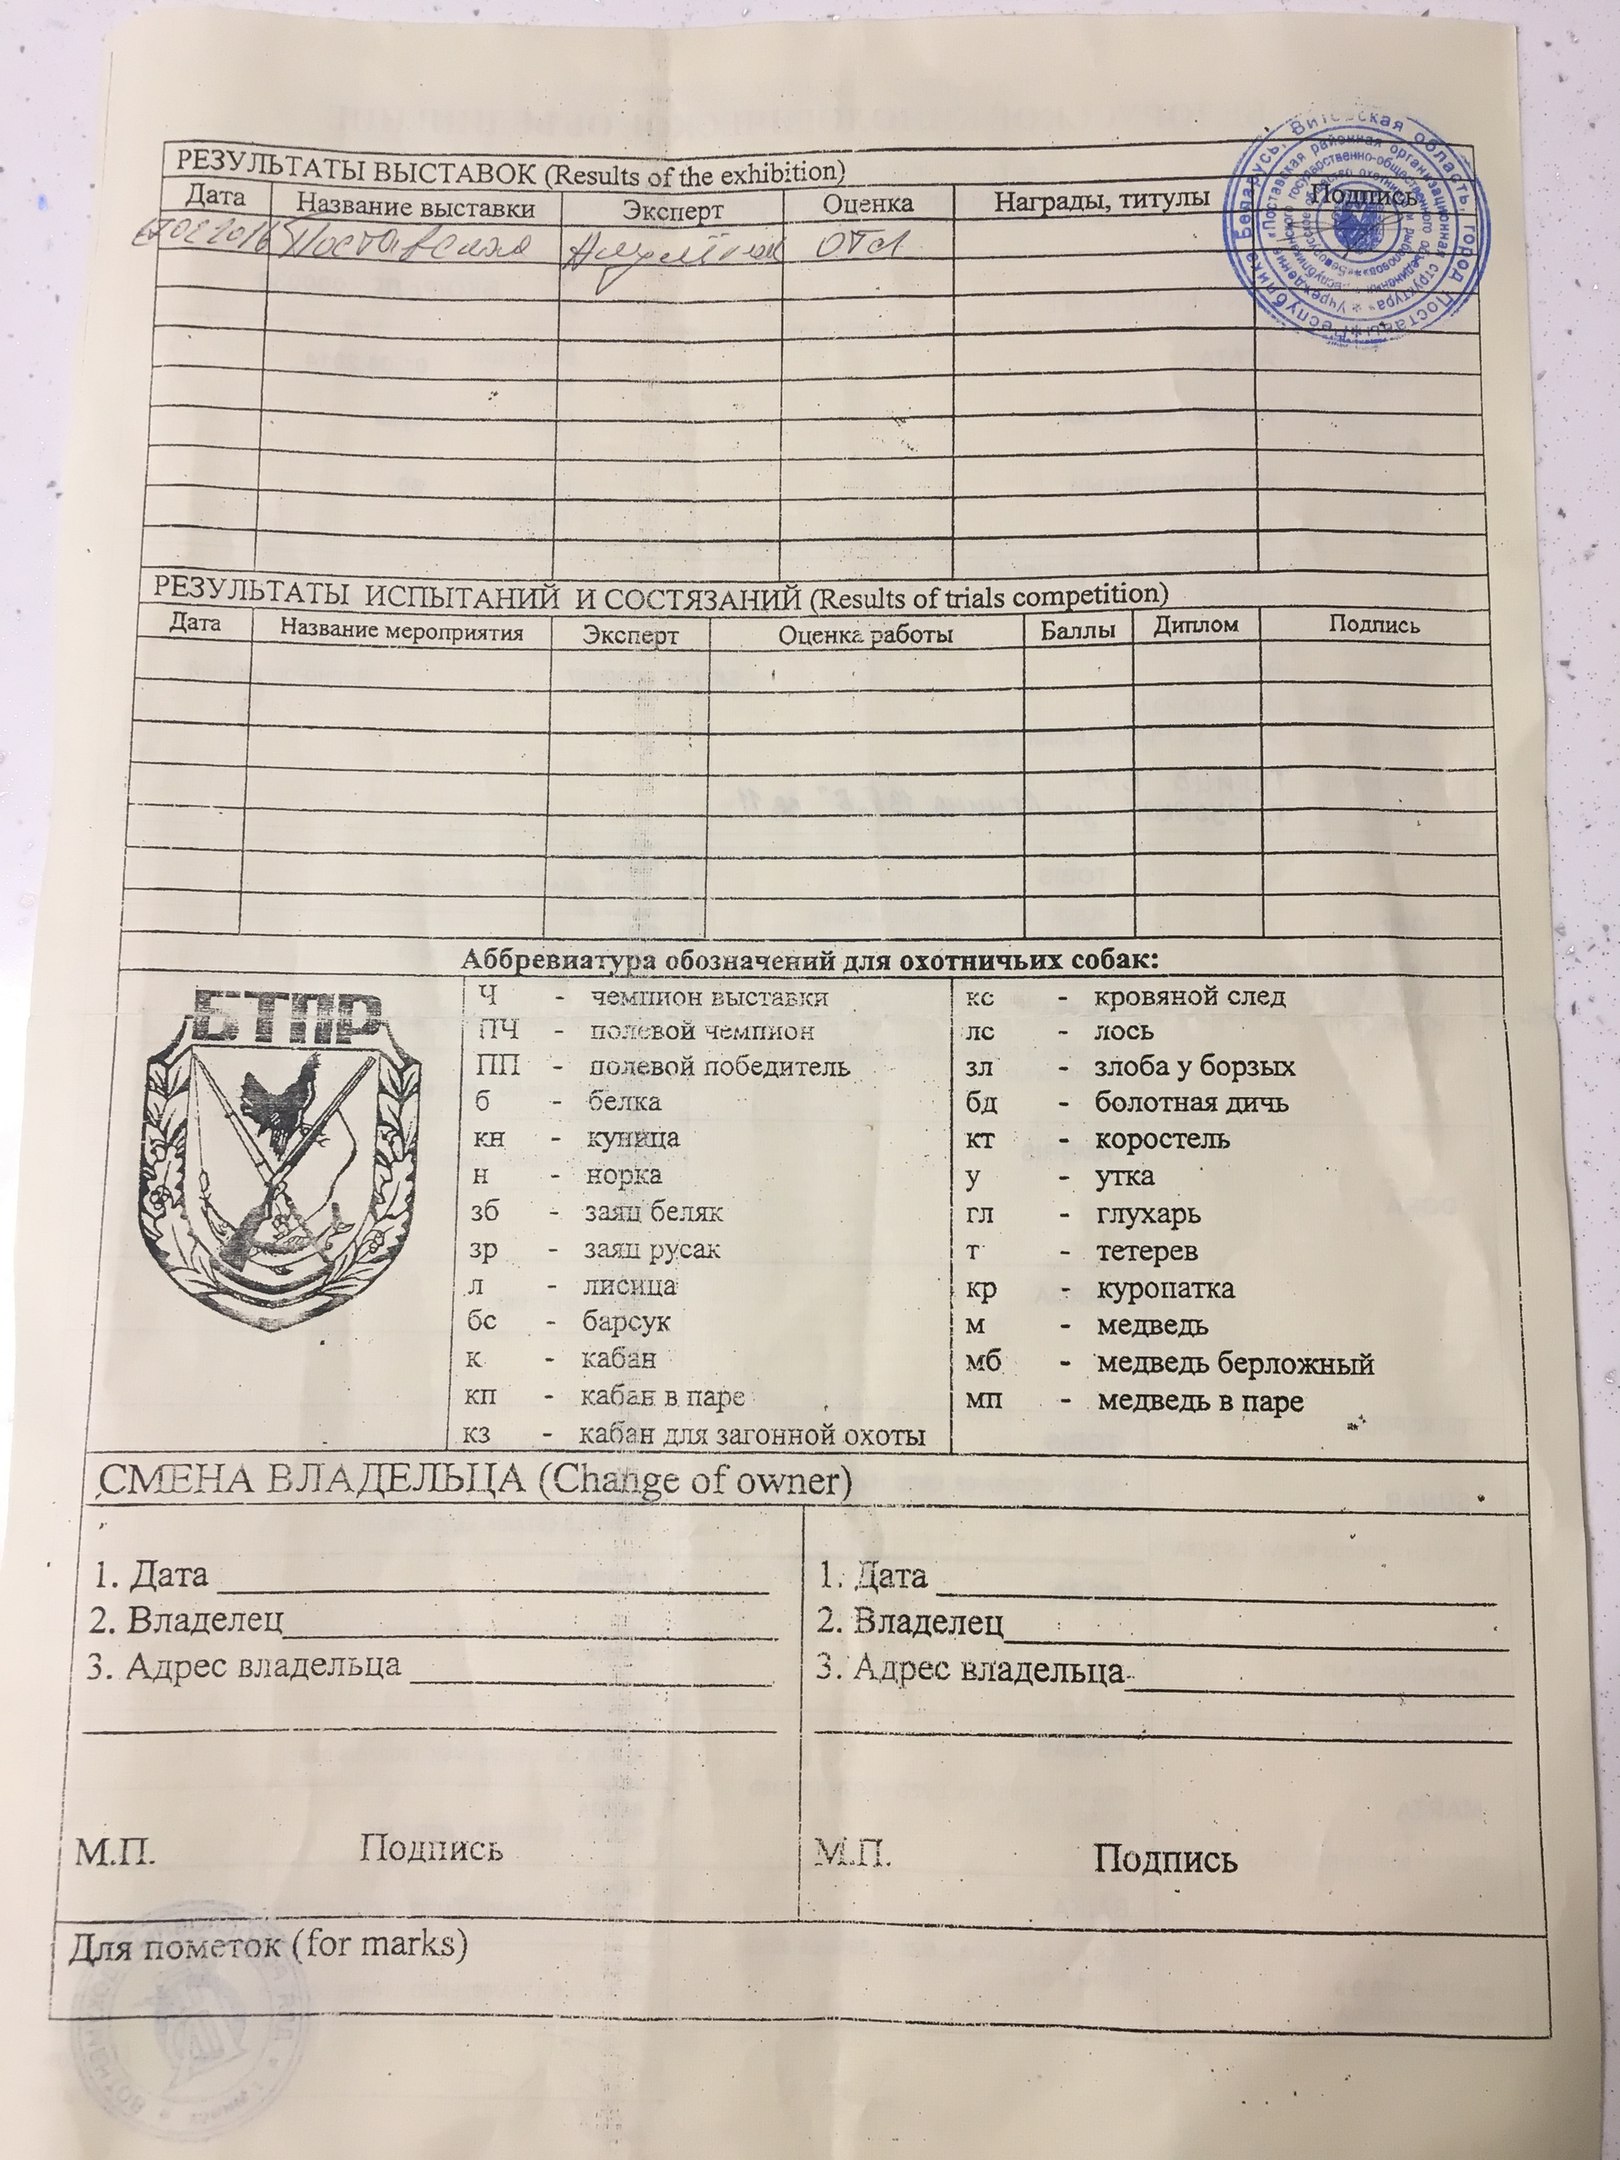 РЕЗУЛЬТАТЫ ВЫСТАВОК (Results of the exhibition)
Дата Название выставки Эксперт Оценка Награды, титулы Подпись
Поставская отл
РЕЗУЛЬТАТЫ ИСПЫТАНИЙ И СОСТЯЗАНИЙ (Results of trials competition)
Дата Название мероприятия Эксперт Оценка работы Баллы Диплом Подпись
Аббревиатура обозначений для охотничьих собак:
БТПР
Ч - чемпион выставки
ПЧ - полевой чемпион
ПП - полевой победитель
б - белка
кн - куница
н - норка
зб - заяц беляк
зр - заяц русак
л - лисица
бс - барсук
к - кабан
кп - кабан в паре
кз - кабан для загонной охоты
кс - кровяной след
лс - лось
зл - злоба у борзых
бд - болотная дичь
кт - коростель
у - утка
гл - глухарь
т - тетерев
кр - куропатка
м - медведь
мб - медведь берложный
мп - медведь в паре
СМЕНА ВЛАДЕЛЬЦА (Change of owner)
1. Дата
2. Владелец
3. Адрес владельца
М.П. Подпись
1. Дата
2. Владелец
3. Адрес владельца
М.П. Подпись
Для пометок (for marks)